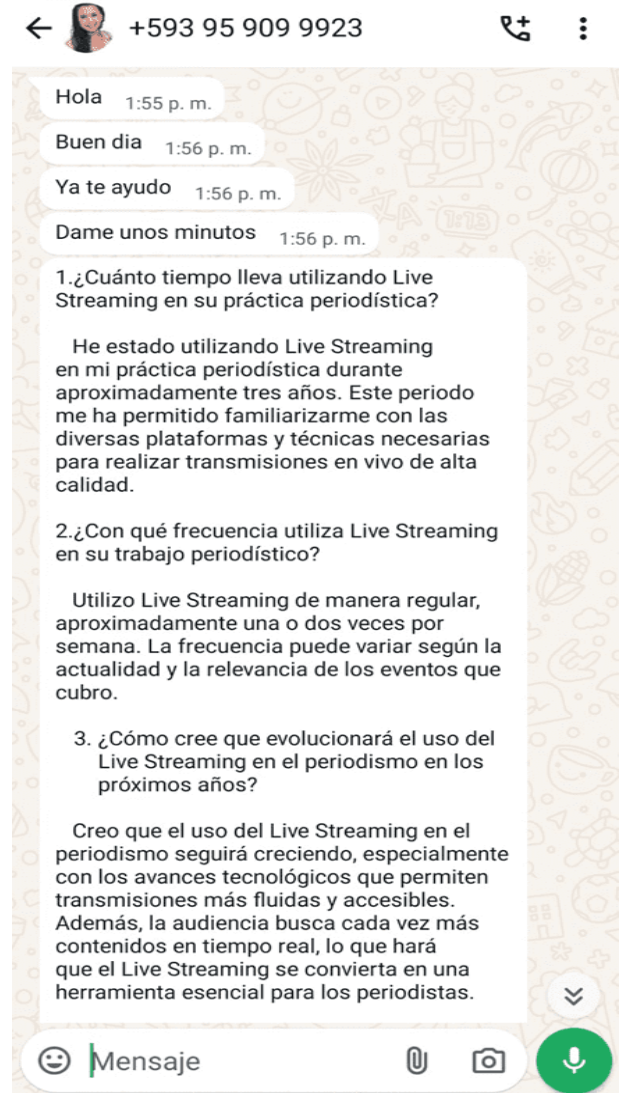 +593 95 909 9923
Hola 1:55 p. m.
Buen dia 1:56 p. m.
Ya te ayudo 1:56 p. m.
Dame unos minutos 1:56 p. m.
1.¿Cuánto tiempo lleva utilizando Live
Streaming en su práctica periodística?
He estado utilizando Live Streaming
en mi práctica periodística durante
aproximadamente tres años. Este periodo
me ha permitido familiarizarme con las
diversas plataformas y técnicas necesarias
para realizar transmisiones en vivo de alta
calidad.
2.¿Con qué frecuencia utiliza Live Streaming
en su trabajo periodístico?
Utilizo Live Streaming de manera regular,
aproximadamente una o dos veces por
semana. La frecuencia puede variar según la
actualidad y la relevancia de los eventos que
cubro.
3. ¿Cómo cree que evolucionará el uso del
Live Streaming en el periodismo en los
próximos años?
Creo que el uso del Live Streaming en el
periodismo seguirá creciendo, especialmente
con los avances tecnológicos que permiten
transmisiones más fluidas y accesibles.
Además, la audiencia busca cada vez más
contenidos en tiempo real, lo que hará
que el Live Streaming se convierta en una
herramienta esencial para los periodistas.
Mensaje